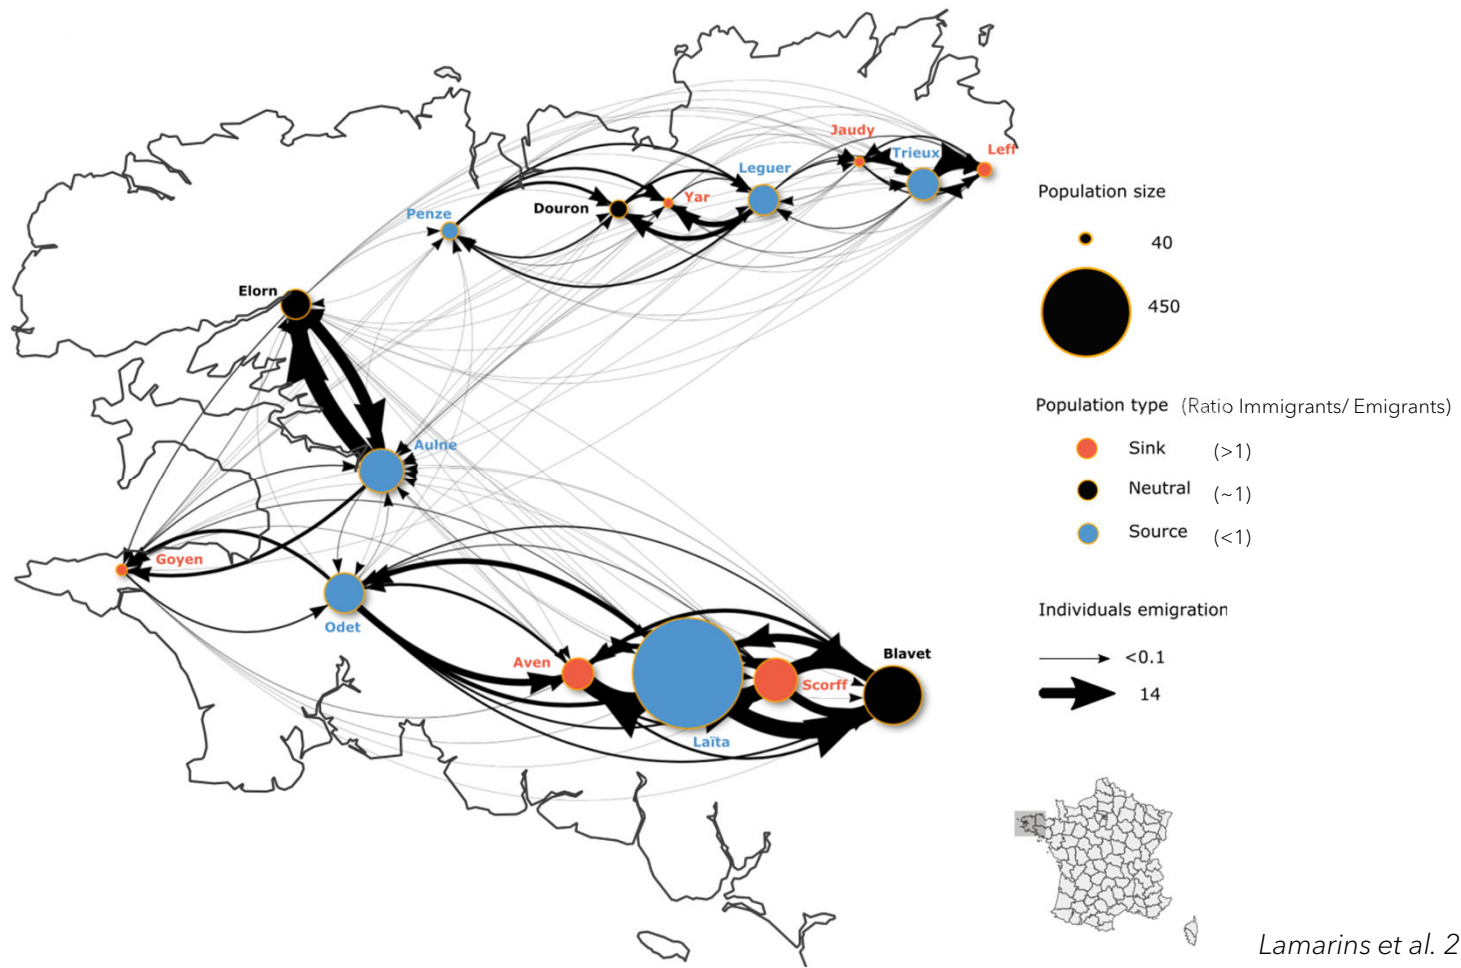 Jaudy
Trieux
Leff
Leguer
Yar
Penze
Douron
Elorn
Aulne
Goyen
Odet
Aven
Scorff
Blavet
Laïta
Population size
40
450
Population type (Ratio Immigrants/ Emigrants)
Sink (>1)
Neutral (~1)
Source (<1)
Individuals emigration
<0.1
14
Lamarins et al. 2